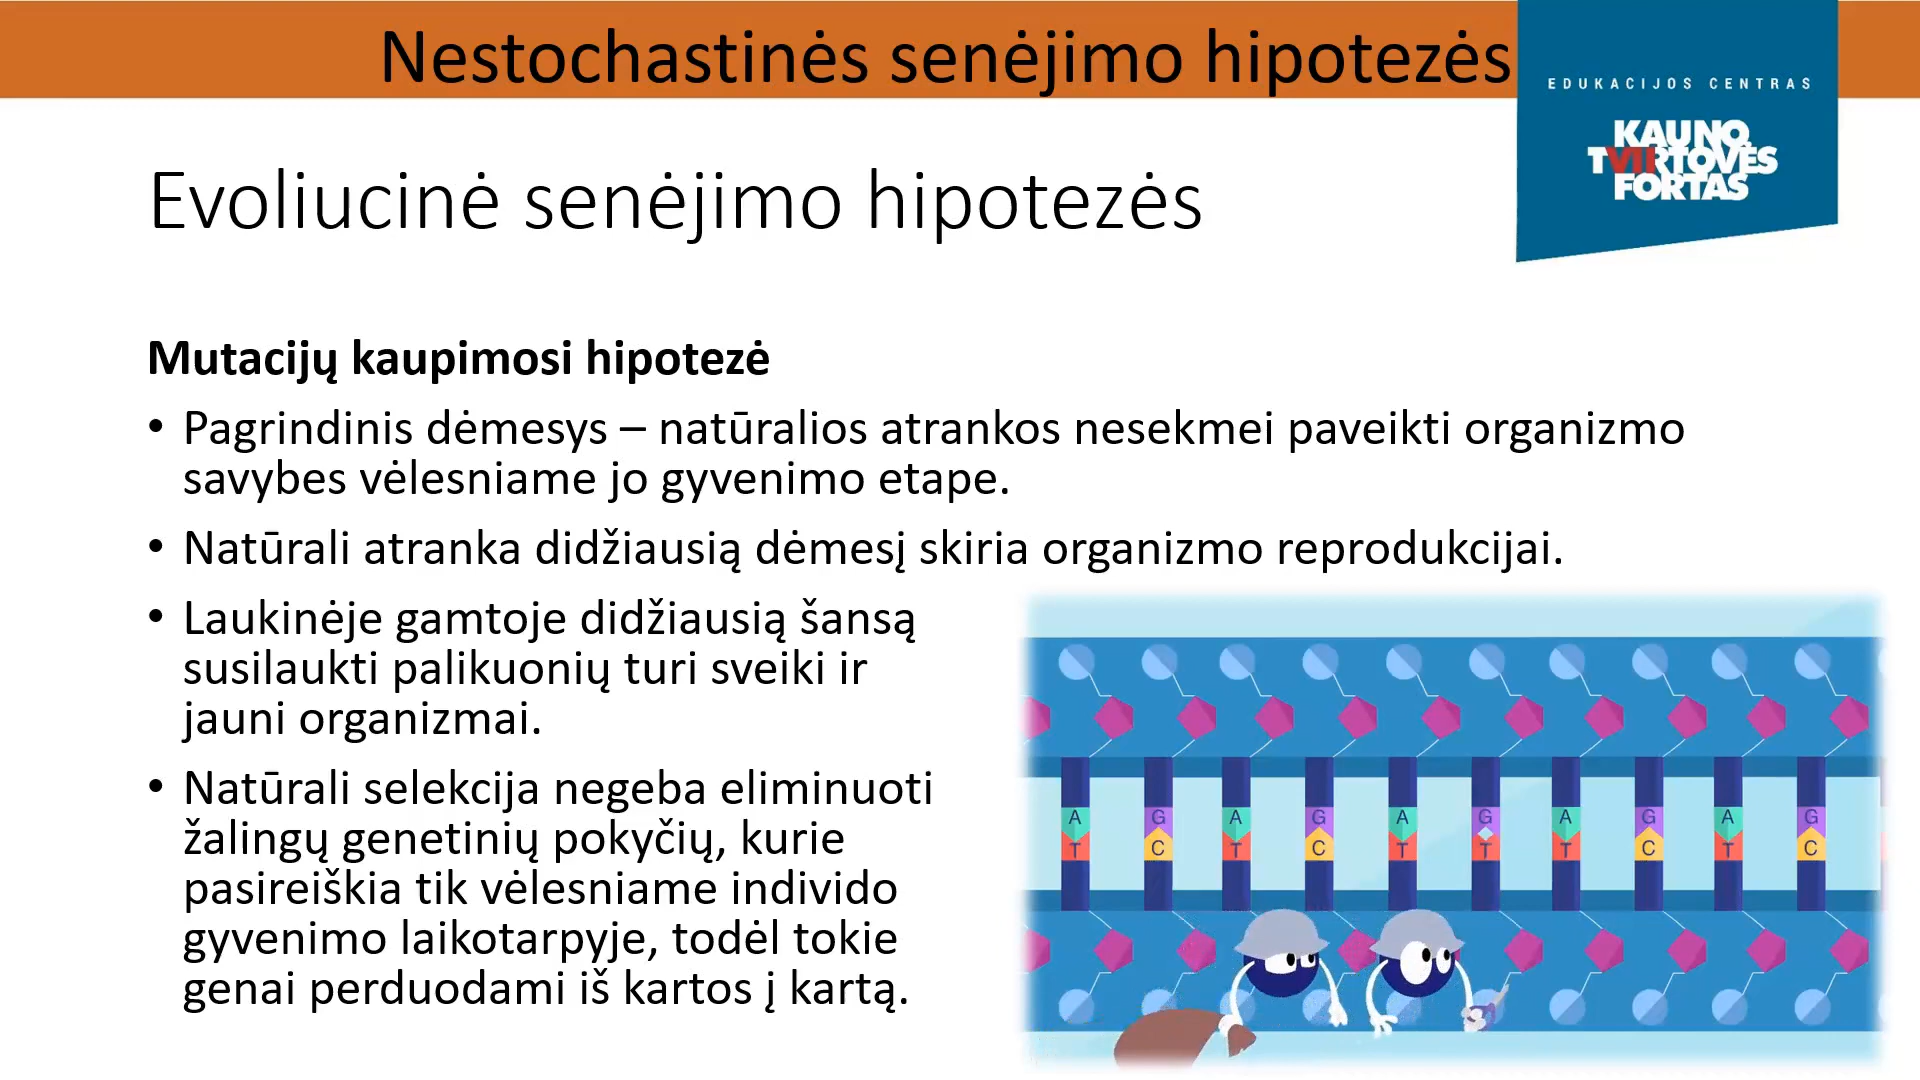 Nestochastinės senėjimo hipotezės
EDUKACIJOS CENTRAS
KAUNO
TVIIRTOVĖS
FORTAS
Evoliucinė senėjimo hipotezės
Mutacijų kaupimosi hipotezė
• Pagrindinis dėmesys – natūralios atrankos nesekmei paveikti organizmo
savybes vėlesniame jo gyvenimo etape.
• Natūrali atranka didžiausią dėmesį skiria organizmo reprodukcijai.
• Laukinėje gamtoje didžiausią šansą
susilaukti palikuonių turi sveiki ir
jauni organizmai.
• Natūrali selekcija negeba eliminuoti
žalingų genetinių pokyčių, kurie
pasireiškia tik vėlesniame individo
gyvenimo laikotarpyje, todėl tokie
genai perduodami iš kartos į kartą.
A G A G A G A G A G
T C T C T T T C T C